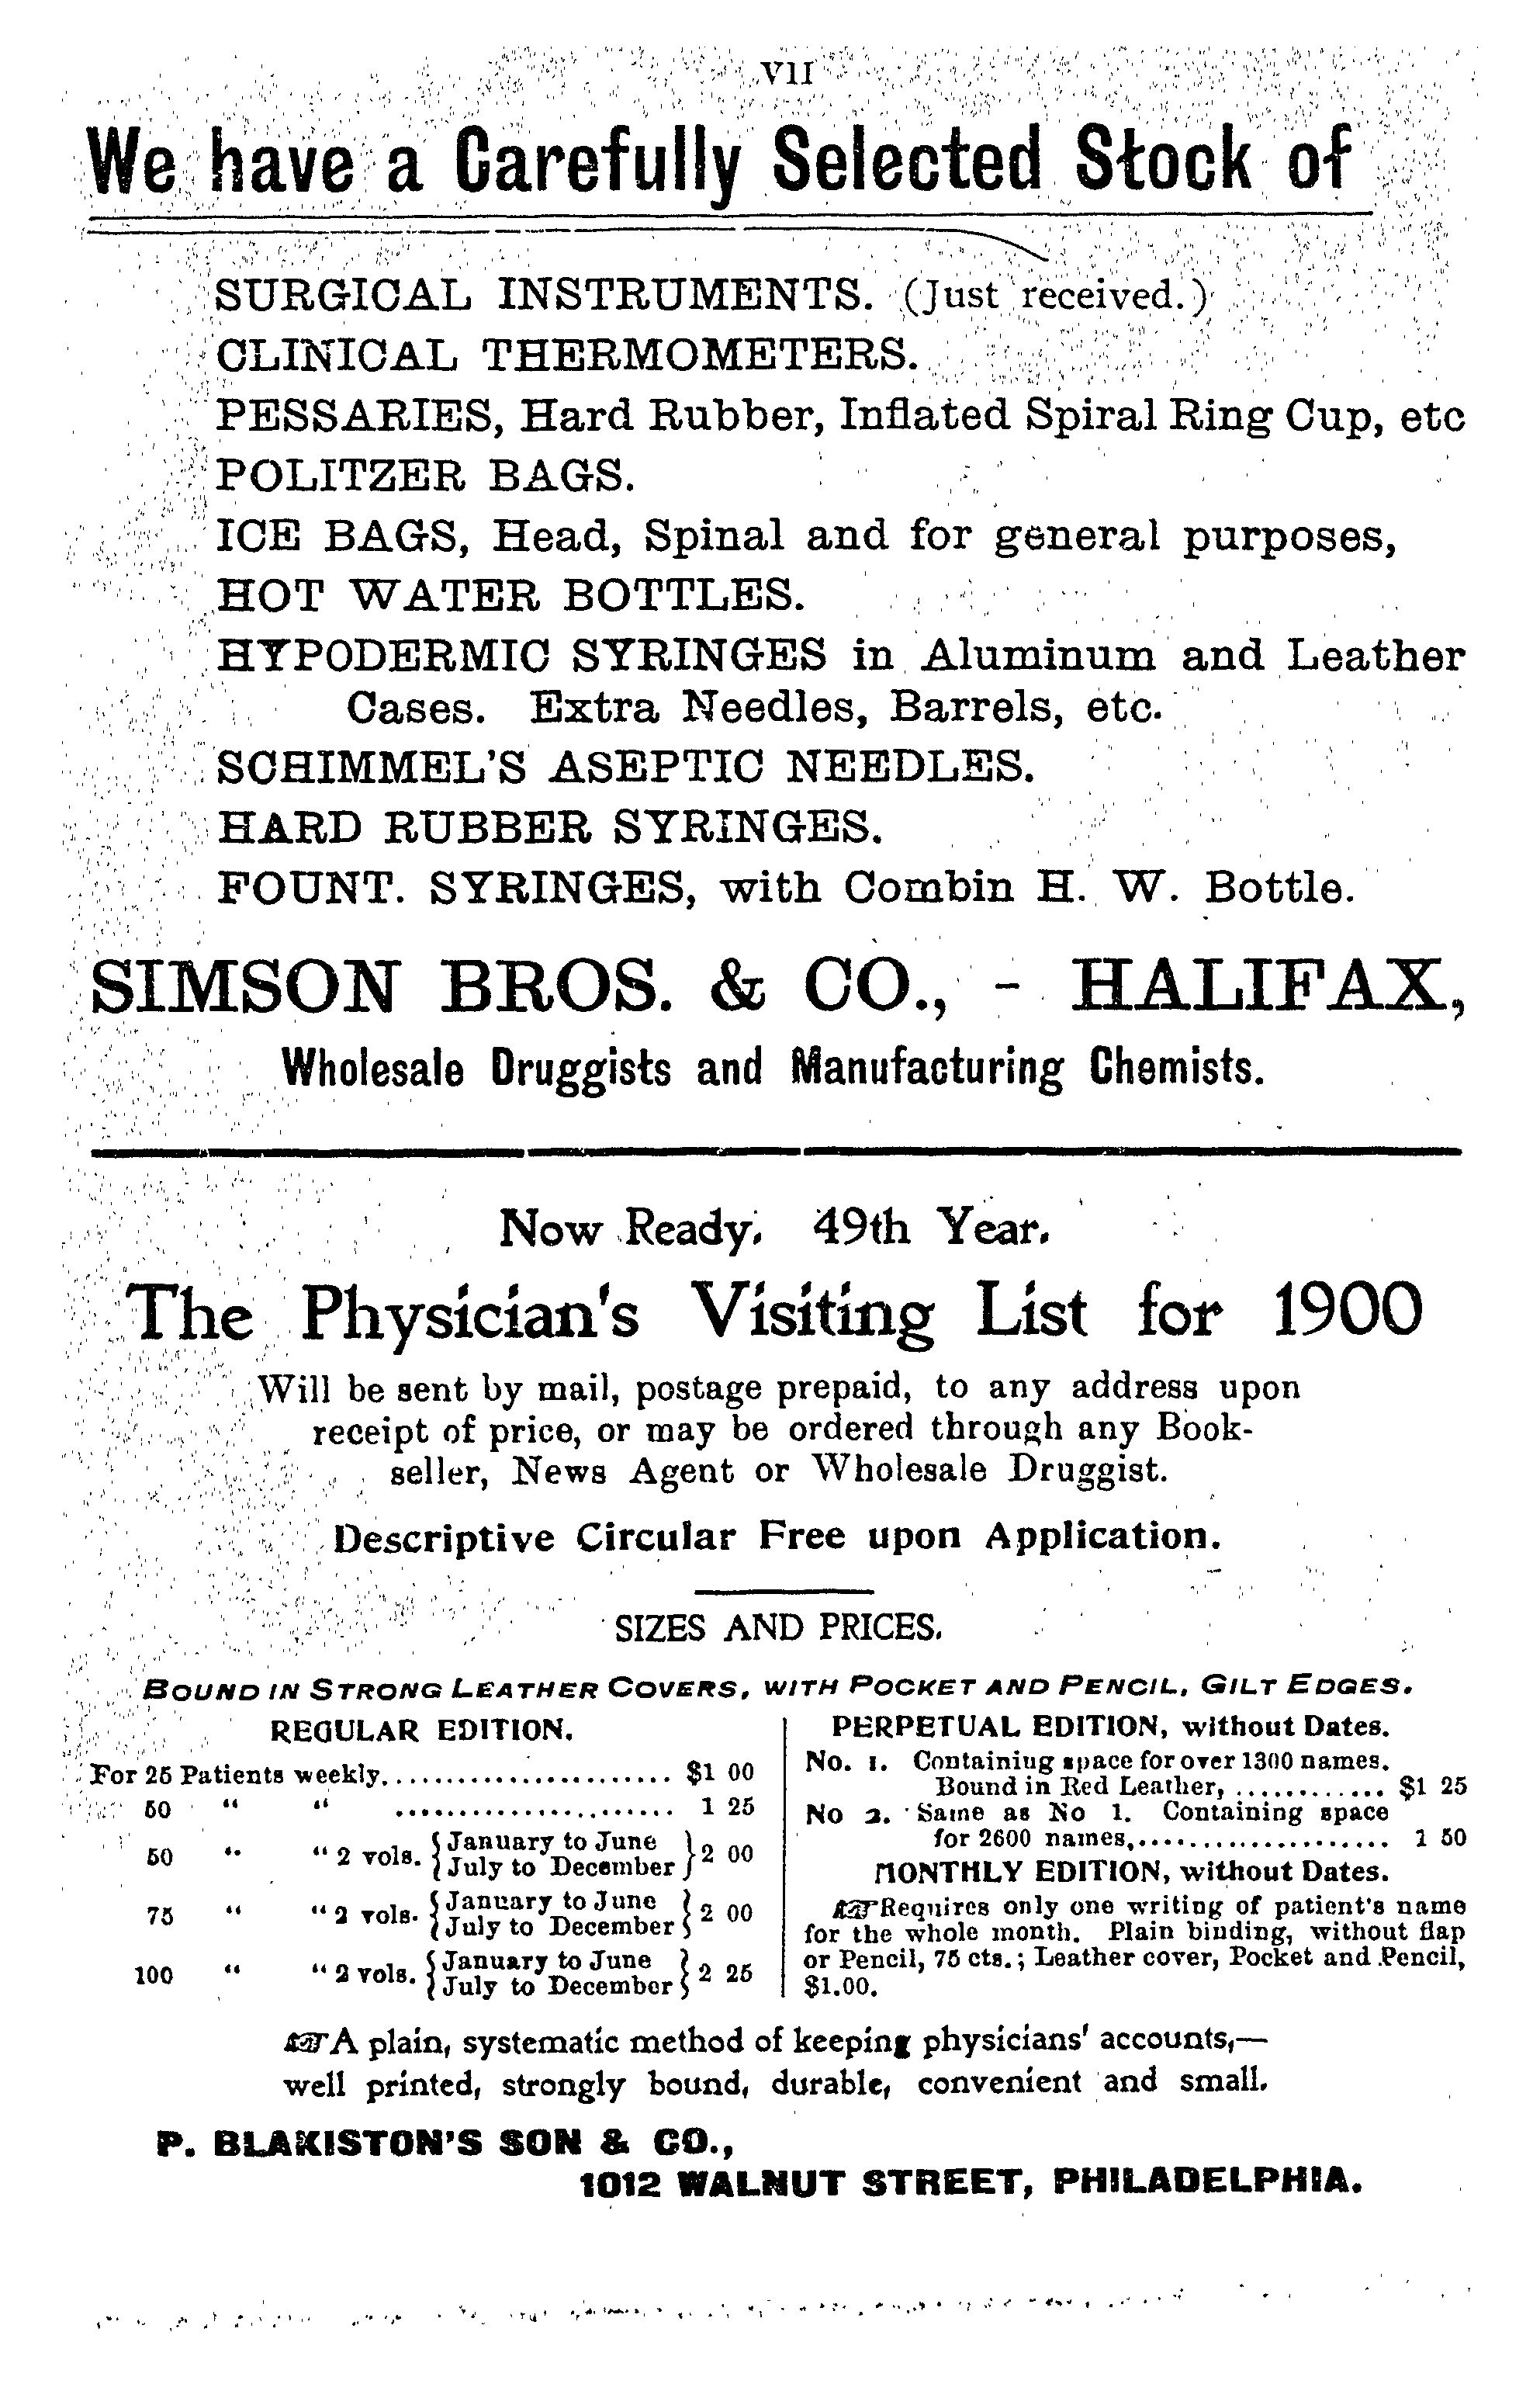 VII
We have a Carefully Selected Stock of
SURGICAL INSTRUMENTS. (Just received.)
CLINICAL THERMOMETERS.
PESSARIES, Hard Rubber, Inflated Spiral Ring Cup, etc
POLITZER BAGS.
ICE BAGS, Head, Spinal and for general purposes,
HOT WATER BOTTLES.
HYPODERMIC SYRINGES in Aluminum and Leather
Cases. Extra Needles, Barrels, etc.
SCHIMMEL'S ASEPTIC NEEDLES.
HARD RUBBER SYRINGES.
FOUNT. SYRINGES, with Combin H. W. Bottle.
SIMSON BROS. & CO., - HALIFAX,
Wholesale Druggists and Manufacturing Chemists.
Now Ready. 49th Year.
The Physician's Visiting List for 1900
Will be sent by mail, postage prepaid, to any address upon
receipt of price, or may be ordered through any Book-
seller, News Agent or Wholesale Druggist.
Descriptive Circular Free upon Application.
SIZES AND PRICES.
BOUND IN STRONG LEATHER COVERS, WITH POCKET AND PENCIL, GILT EDGES.
REGULAR EDITION.
For 25 Patients weekly........................ $1 00
50 " " ........................ 1 25
50 " " 2 vols. { January to June
July to December } 2 00
75 " " 2 vols. { January to June
July to December } 2 00
100 " " 2 vols. { January to June
July to December } 2 25
PERPETUAL EDITION, without Dates.
No. 1. Containing space for over 1300 names.
Bound in Red Leather, ............ $1 25
No 2. Same as No 1. Containing space
for 2600 names,.................... 1 50
MONTHLY EDITION, without Dates.
☞Requires only one writing of patient's name
for the whole month. Plain binding, without flap
or Pencil, 75 cts.; Leather cover, Pocket and Pencil,
$1.00.
☞A plain, systematic method of keeping physicians' accounts,—
well printed, strongly bound, durable, convenient and small.
P. BLAKISTON'S SON & CO.,
1012 WALNUT STREET, PHILADELPHIA.